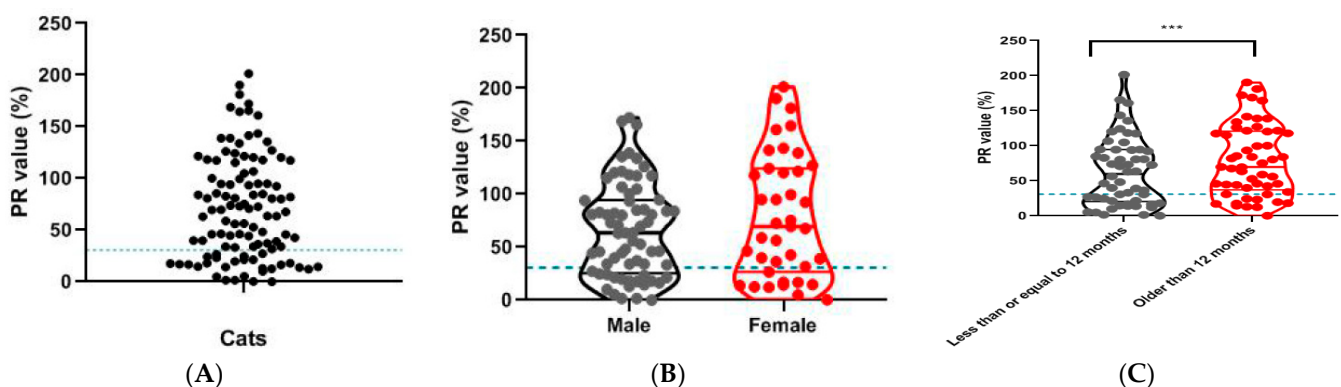 250
200
150
100
50
0
PR value (%)
Cats
(A)
250
200
150
100
50
0
PR value (%)
Male Female
(B)
***
250
200
150
100
50
0
PR value (%)
Less than or equal to 12 months
Older than 12 months
(C)